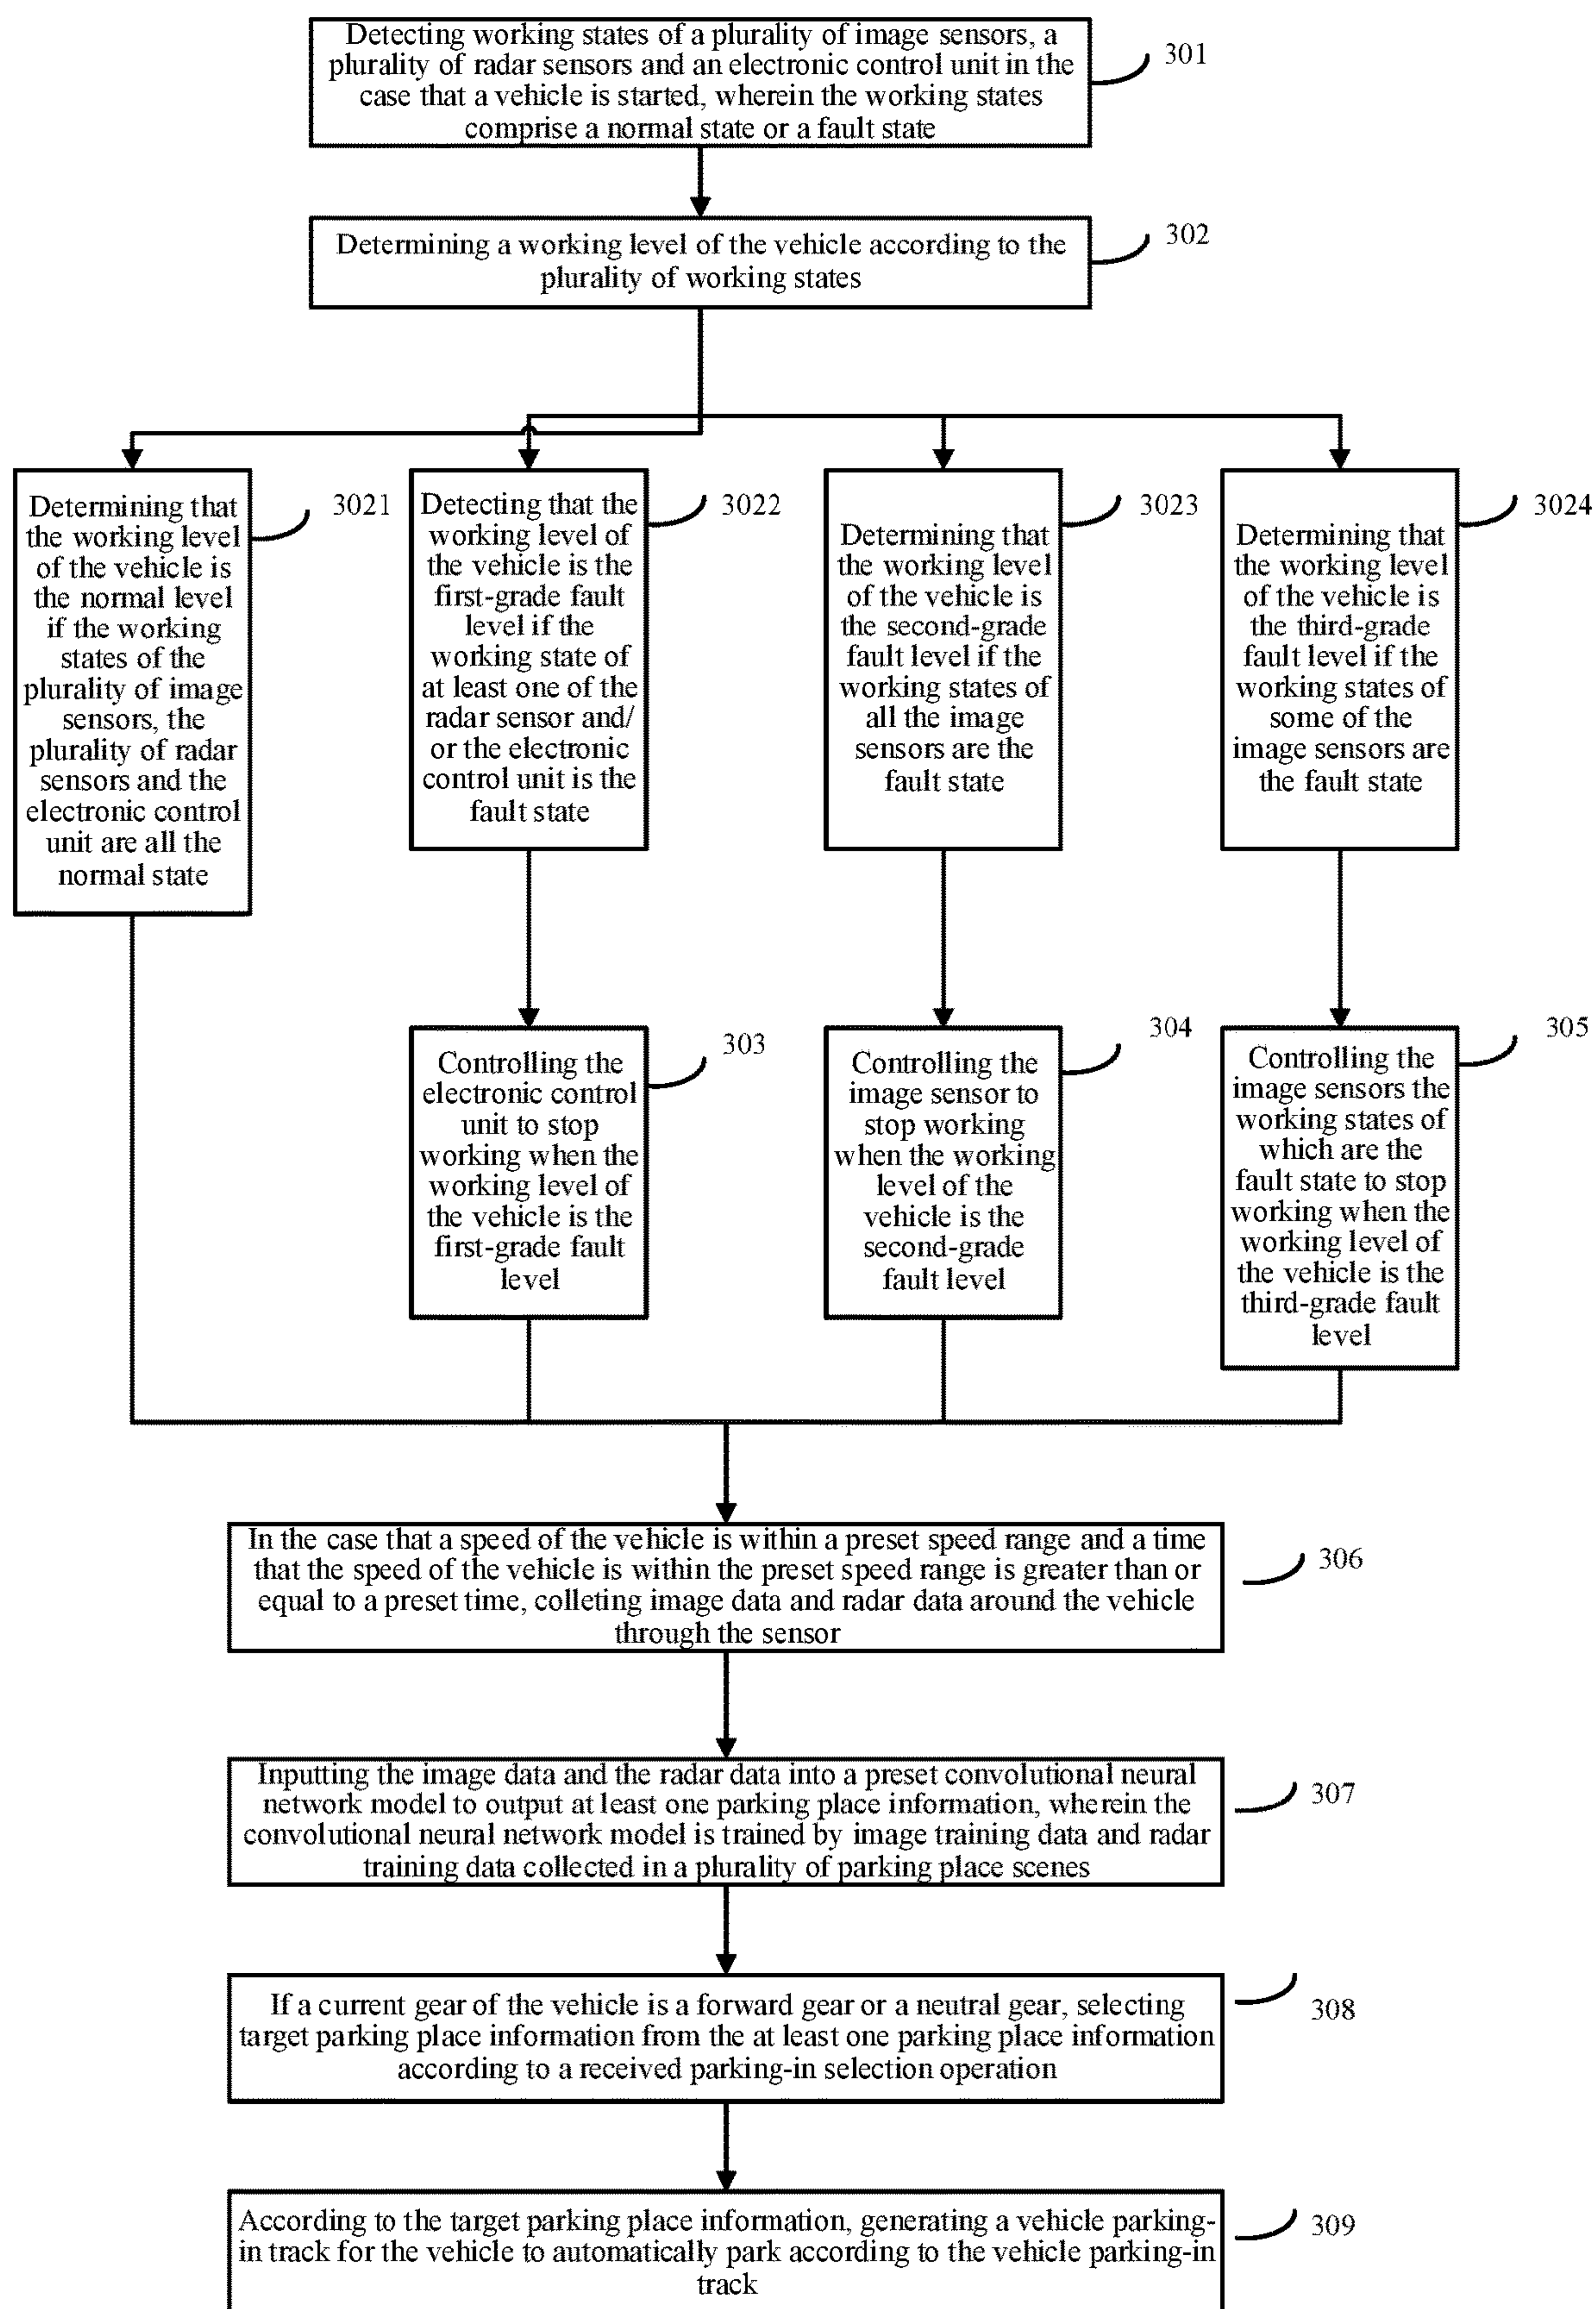 Detecting working states of a plurality of image sensors, a
plurality of radar sensors and an electronic control unit in the
case that a vehicle is started, wherein the working states
comprise a normal state or a fault state
301
Determining a working level of the vehicle according to the
plurality of working states
302
Determining that
the working level
of the vehicle is
the normal level
if the working
states of the
plurality of image
sensors, the
plurality of radar
sensors and the
electronic control
unit are all the
normal state
3021
Detecting that the
working level of
the vehicle is the
first-grade fault
level if the
working state of
at least one of the
radar sensor and/
or the electronic
control unit is the
fault state
3022
Determining that
the working level
of the vehicle is
the second-grade
fault level if the
working states of
all the image
sensors are the
fault state
3023
Determining that
the working level
of the vehicle is
the third-grade
fault level if the
working states of
some of the
image sensors are
the fault state
3024
Controlling the
electronic control
unit to stop
working when the
working level of
the vehicle is the
first-grade fault
level
303
Controlling the
image sensor to
stop working
when the working
level of the
vehicle is the
second-grade
fault level
304
Controlling the
image sensors the
working states of
which are the
fault state to stop
working when the
working level of
the vehicle is the
third-grade fault
level
305
In the case that a speed of the vehicle is within a preset speed range and a time
that the speed of the vehicle is within the preset speed range is greater than or
equal to a preset time, colleting image data and radar data around the vehicle
through the sensor
306
Inputting the image data and the radar data into a preset convolutional neural
network model to output at least one parking place information, wherein the
convolutional neural network model is trained by image training data and radar
training data collected in a plurality of parking place scenes
307
If a current gear of the vehicle is a forward gear or a neutral gear, selecting
target parking place information from the at least one parking place information
according to a received parking-in selection operation
308
According to the target parking place information, generating a vehicle parking-
in track for the vehicle to automatically park according to the vehicle parking-in
track
309